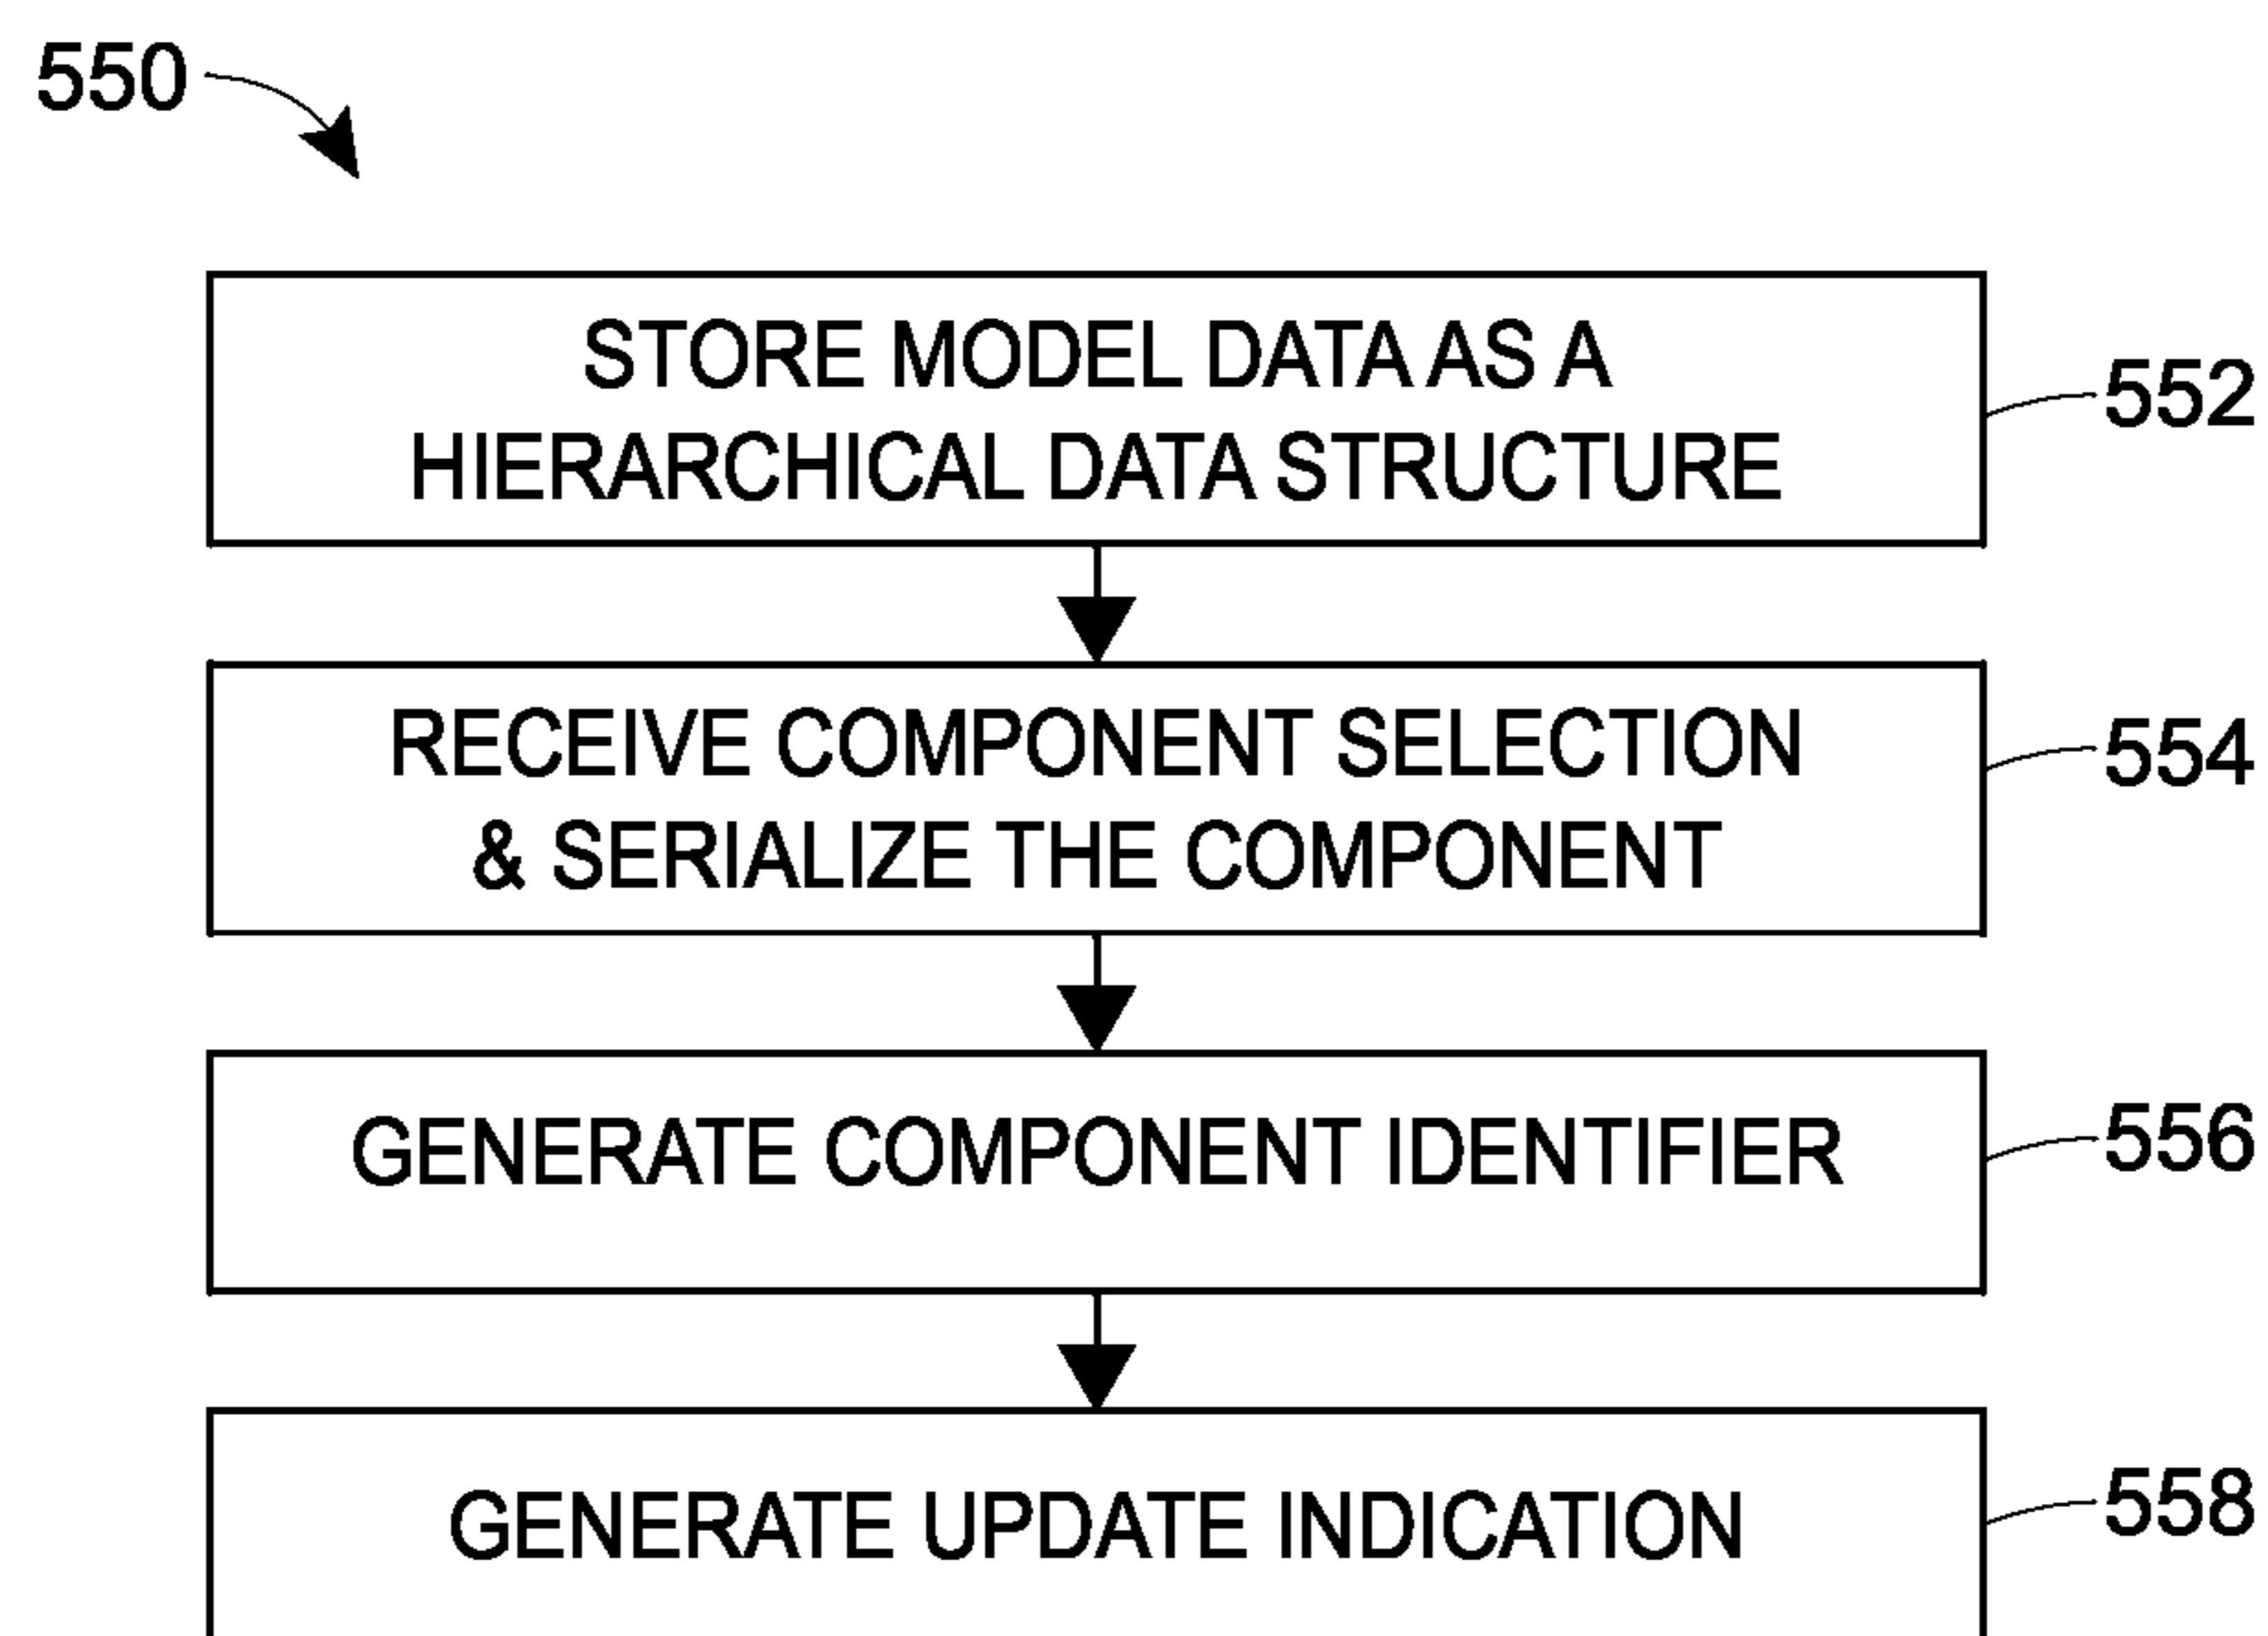 550
STORE MODEL DATA AS A
HIERARCHICAL DATA STRUCTURE
552
RECEIVE COMPONENT SELECTION
& SERIALIZE THE COMPONENT
554
GENERATE COMPONENT IDENTIFIER
556
GENERATE UPDATE INDICATION
558